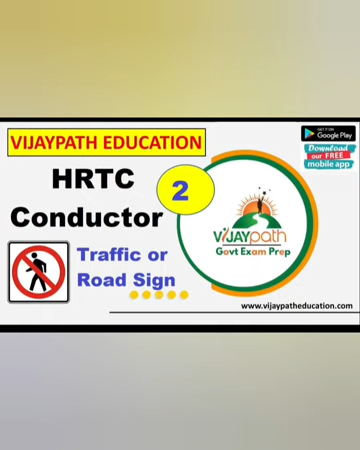 GET IT ON
Google Play
Download
our FREE
mobile app
VIJAYPATH EDUCATION
HRTC
Conductor
2
Traffic or
Road Sign
ViJAYpath
Govt Exam Prep
www.vijaypatheducation.com